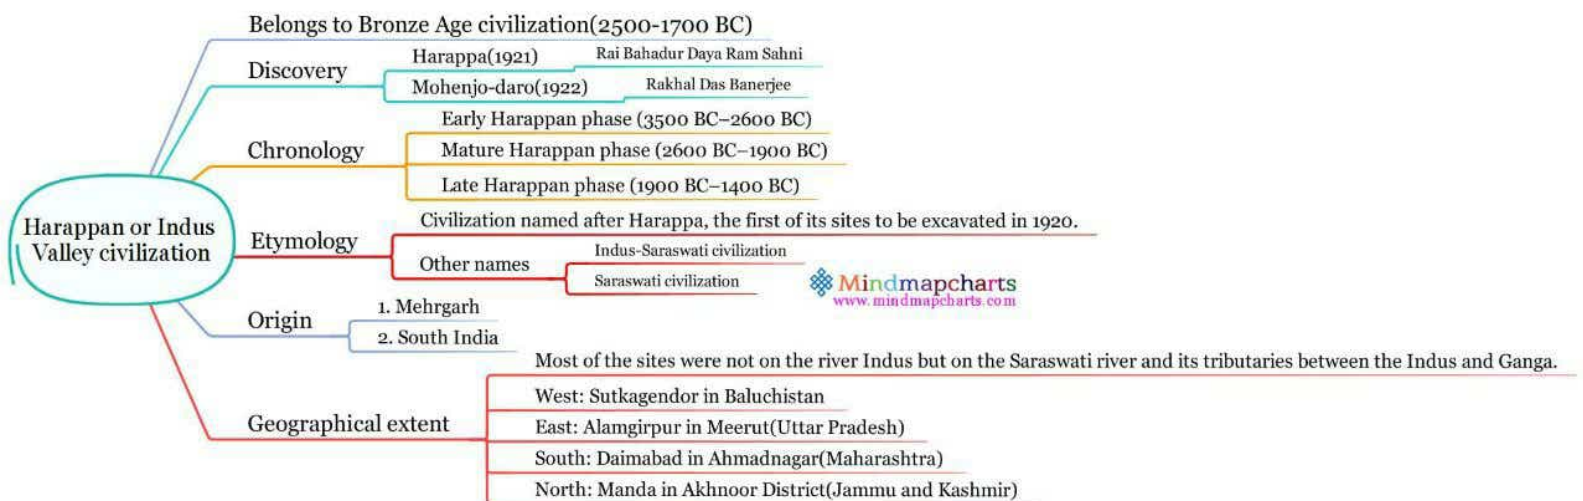 Belongs to Bronze Age civilization(2500-1700 BC)
Discovery
Harappa(1921)
Rai Bahadur Daya Ram Sahni
Mohenjo-daro(1922)
Rakhal Das Banerjee
Chronology
Early Harappan phase (3500 BC–2600 BC)
Mature Harappan phase (2600 BC–1900 BC)
Late Harappan phase (1900 BC–1400 BC)
Harappan or Indus
Valley civilization
Etymology
Civilization named after Harappa, the first of its sites to be excavated in 1920.
Other names
Indus-Saraswati civilization
Saraswati civilization
Mindmapcharts
www.mindmapcharts.com
Origin
1. Mehrgarh
2. South India
Geographical extent
Most of the sites were not on the river Indus but on the Saraswati river and its tributaries between the Indus and Ganga.
West: Sutkagendor in Baluchistan
East: Alamgirpur in Meerut(Uttar Pradesh)
South: Daimabad in Ahmadnagar(Maharashtra)
North: Manda in Akhnoor District(Jammu and Kashmir)